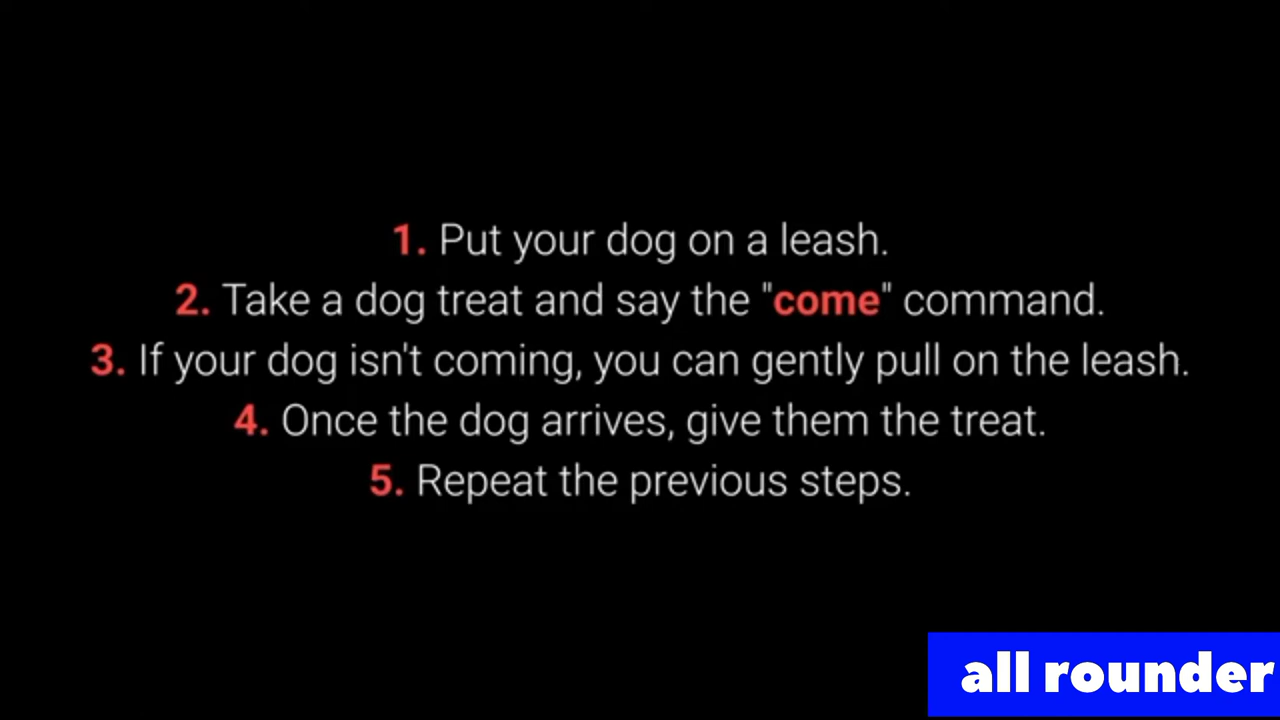 1. Put your dog on a leash.
2. Take a dog treat and say the "come" command.
3. If your dog isn't coming, you can gently pull on the leash.
4. Once the dog arrives, give them the treat.
5. Repeat the previous steps.
all rounder